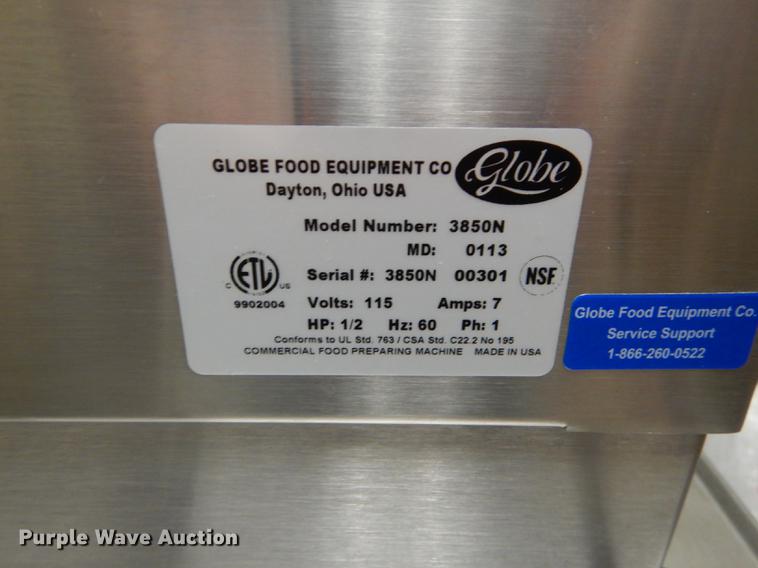 GLOBE FOOD EQUIPMENT CO
Globe
Dayton, Ohio USA
Model Number: 3850N
MD: 0113
Serial #: 3850N 00301
C ETL US
9902004
NSF
Volts: 115 Amps: 7
HP: 1/2 Hz: 60 Ph: 1
Conforms to UL Std. 763 / CSA Std. C22.2 No 195
COMMERCIAL FOOD PREPARING MACHINE MADE IN USA
Globe Food Equipment Co.
Service Support
1-866-260-0522
Purple Wave Auction